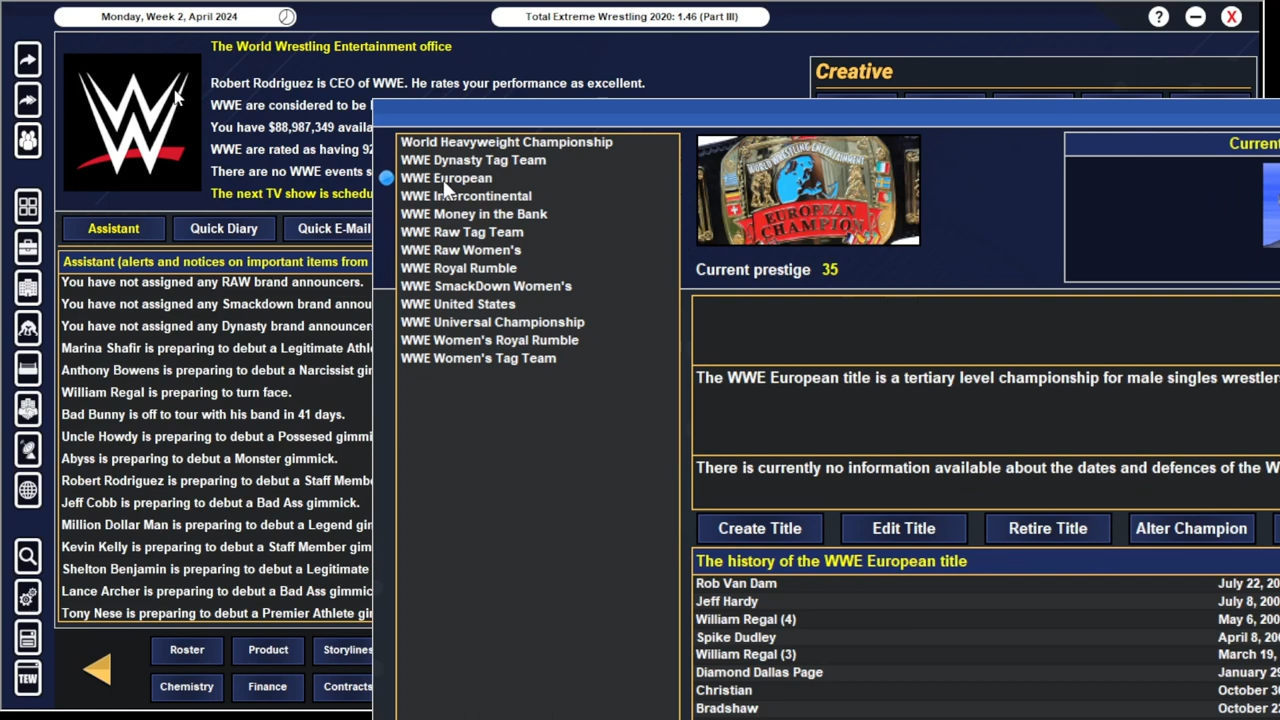 Monday, Week 2, April 2024
Total Extreme Wrestling 2020: 1.46 (Part III)
?
X
The World Wrestling Entertainment office
Robert Rodriguez is CEO of WWE. He rates your performance as excellent.
WWE are considered to be
You have $88,987,349 availa
WWE are rated as having 92
There are no WWE events s
The next TV show is schedu
Creative
Assistant
Quick Diary
Quick E-Mail
Assistant (alerts and notices on important items from
You have not assigned any RAW brand announcers.
You have not assigned any Smackdown brand annou
You have not assigned any Dynasty brand announcer
Marina Shafir is preparing to debut a Legitimate Athl
Anthony Bowens is preparing to debut a Narcissist gi
William Regal is preparing to turn face.
Bad Bunny is off to tour with his band in 41 days.
Uncle Howdy is preparing to debut a Possesed gimmi
Abyss is preparing to debut a Monster gimmick.
Robert Rodriguez is preparing to debut a Staff Membe
Jeff Cobb is preparing to debut a Bad Ass gimmick.
Million Dollar Man is preparing to debut a Legend gi
Kevin Kelly is preparing to debut a Staff Member gim
Shelton Benjamin is preparing to debut a Legitimate
Lance Archer is preparing to debut a Bad Ass gimmic
Tony Nese is preparing to debut a Premier Athlete gi
Roster
Product
Storylines
Chemistry
Finance
Contracts
TEW
World Heavyweight Championship
WWE Dynasty Tag Team
WWE European
WWE Intercontinental
WWE Money in the Bank
WWE Raw Tag Team
WWE Raw Women's
WWE Royal Rumble
WWE SmackDown Women's
WWE United States
WWE Universal Championship
WWE Women's Royal Rumble
WWE Women's Tag Team
WORLD WRESTLING ENTERTAINMENT
EUROPEAN
CHAMPION
Current prestige 35
Current
The WWE European title is a tertiary level championship for male singles wrestler
There is currently no information available about the dates and defences of the W
Create Title
Edit Title
Retire Title
Alter Champion
The history of the WWE European title
Rob Van Dam July 22, 20
Jeff Hardy July 8, 200
William Regal (4) May 6, 200
Spike Dudley April 8, 200
William Regal (3) March 19,
Diamond Dallas Page January 29
Christian October 30
Bradshaw October 22